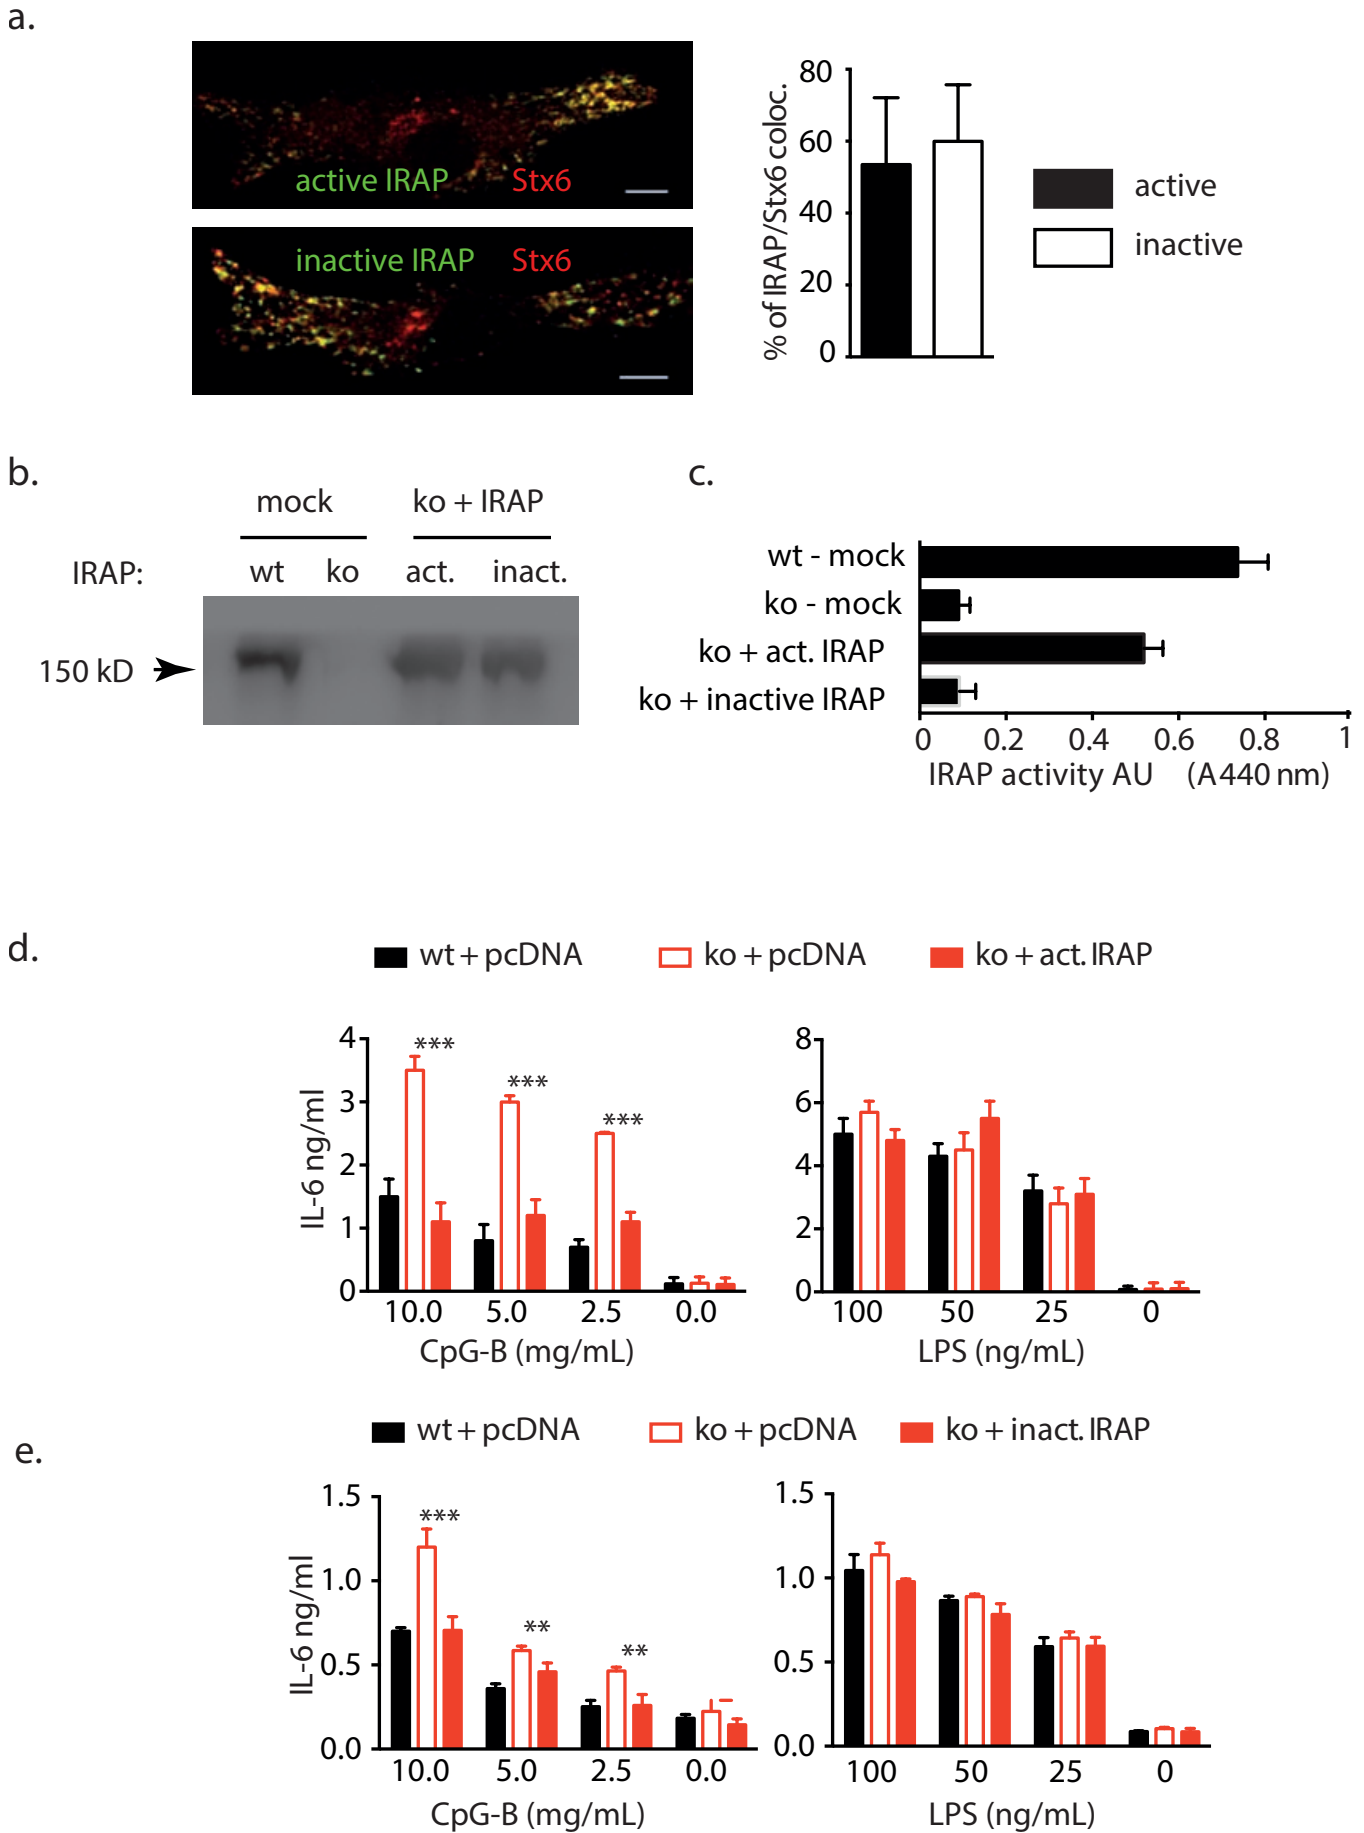 a.
active IRAP Stx6
inactive IRAP Stx6
% of IRAP/Stx6 coloc.
80
60
40
20
0
active
inactive
b.
mock ko + IRAP
IRAP: wt ko act. inact.
150 kD
c.
wt - mock
ko - mock
ko + act. IRAP
ko + inactive IRAP
0 0.2 0.4 0.6 0.8 1
IRAP activity AU (A440 nm)
d.
wt + pcDNA ko + pcDNA ko + act. IRAP
IL-6 ng/ml
4
3
2
1
0
*** *** ***
10.0 5.0 2.5 0.0
CpG-B (mg/mL)
8
6
4
2
0
100 50 25 0
LPS (ng/mL)
e.
wt + pcDNA ko + pcDNA ko + inact. IRAP
IL-6 ng/ml
1.5
1.0
0.5
0.0
*** ** **
10.0 5.0 2.5 0.0
CpG-B (mg/mL)
1.5
1.0
0.5
0.0
100 50 25 0
LPS (ng/mL)